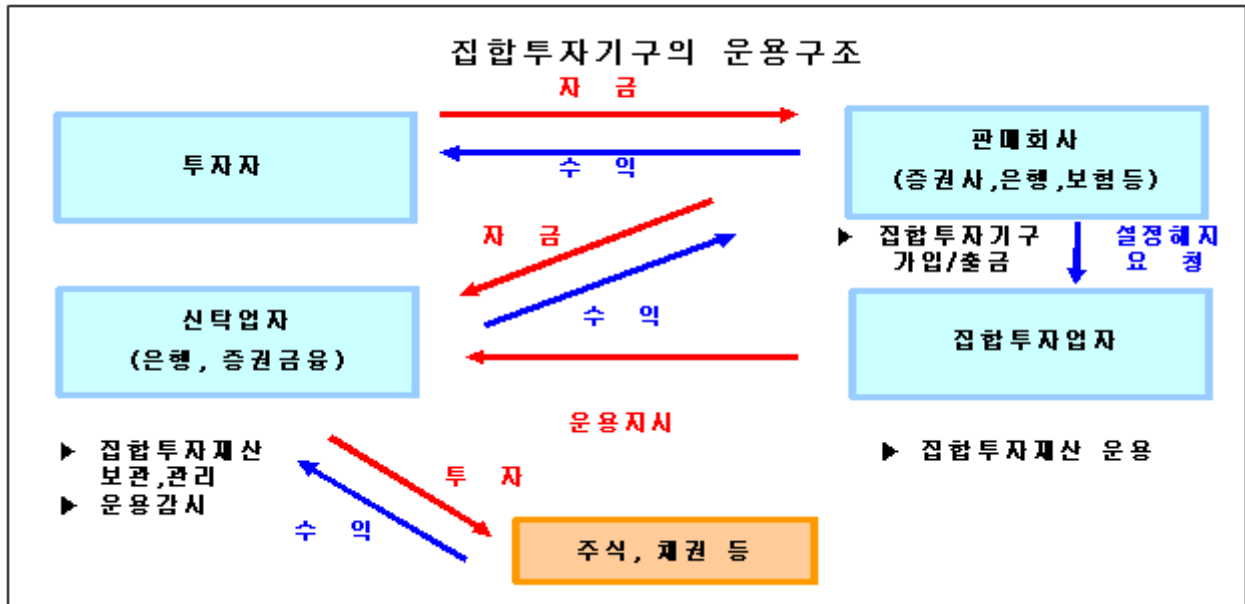 집합투자기구의 운용구조
자 금
투자자
수 익
판매회사
(증권사,은행,보험등)
자 금
▶ 집합투자기구
가입/출금
설정해지
요 청
신탁업자
(은행, 증권금융)
수 익
집합투자업자
운용지시
▶ 집합투자재산
보관,관리
▶ 운용감시
▶ 집합투자재산 운용
투 자
수 익
주식, 채권 등